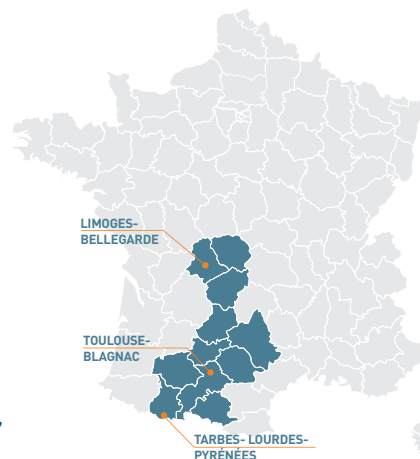 LIMOGES-
BELLEGARDE
TOULOUSE-
BLAGNAC
TARBES- LOURDES-
PYRÉNÉES